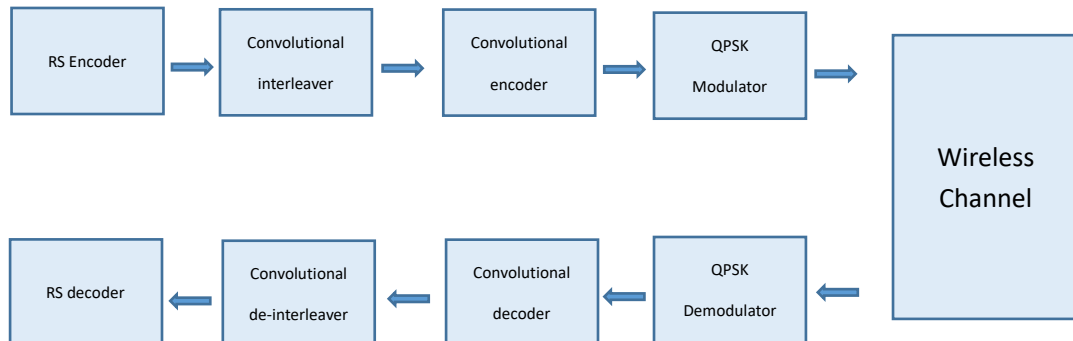 RS Encoder
Convolutional
interleaver
Convolutional
encoder
QPSK
Modulator
Wireless
Channel
RS decoder
Convolutional
de-interleaver
Convolutional
decoder
QPSK
Demodulator